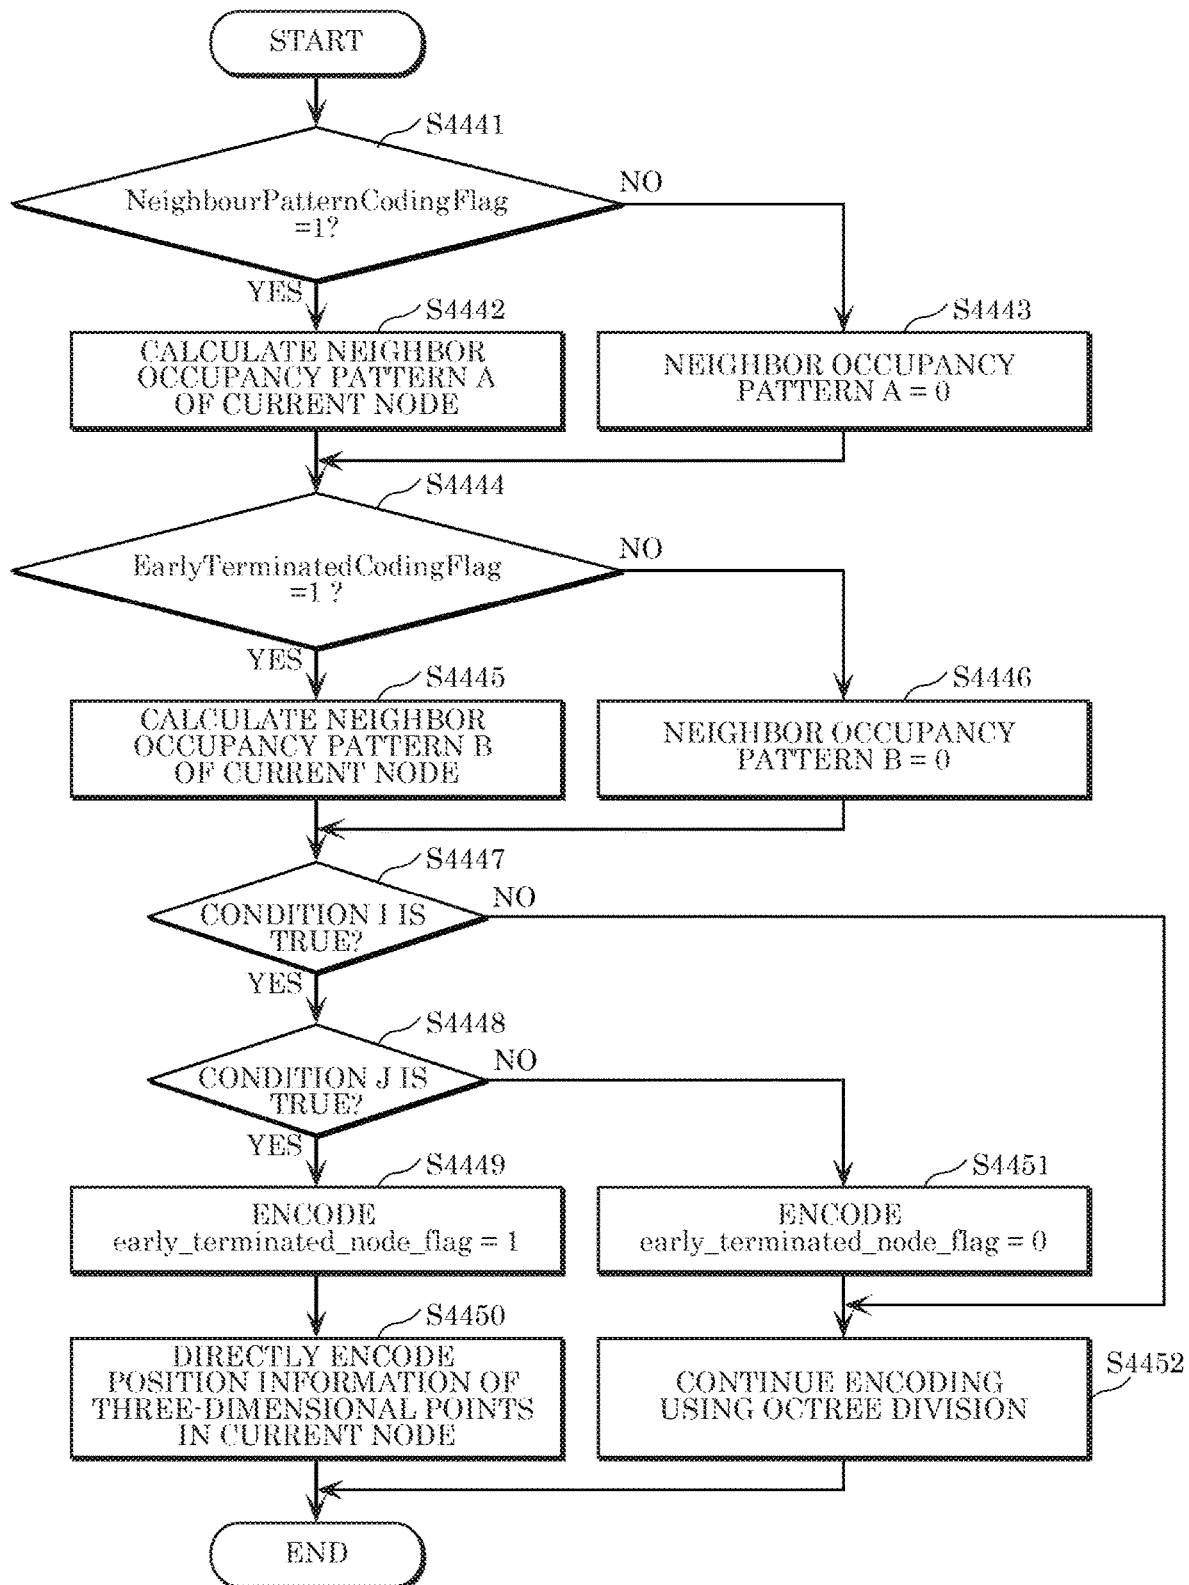 START
S4441
NeighbourPatternCodingFlag
=1?
NO
YES
S4442
CALCULATE NEIGHBOR
OCCUPANCY PATTERN A
OF CURRENT NODE
S4443
NEIGHBOR OCCUPANCY
PATTERN A = 0
S4444
EarlyTerminatedCodingFlag
=1 ?
NO
YES
S4445
CALCULATE NEIGHBOR
OCCUPANCY PATTERN B
OF CURRENT NODE
S4446
NEIGHBOR OCCUPANCY
PATTERN B = 0
S4447
CONDITION I IS
TRUE?
NO
YES
S4448
CONDITION J IS
TRUE?
NO
YES
S4449
ENCODE
early_terminated_node_flag = 1
S4451
ENCODE
early_terminated_node_flag = 0
S4450
DIRECTLY ENCODE
POSITION INFORMATION OF
THREE-DIMENSIONAL POINTS
IN CURRENT NODE
S4452
CONTINUE ENCODING
USING OCTREE DIVISION
END